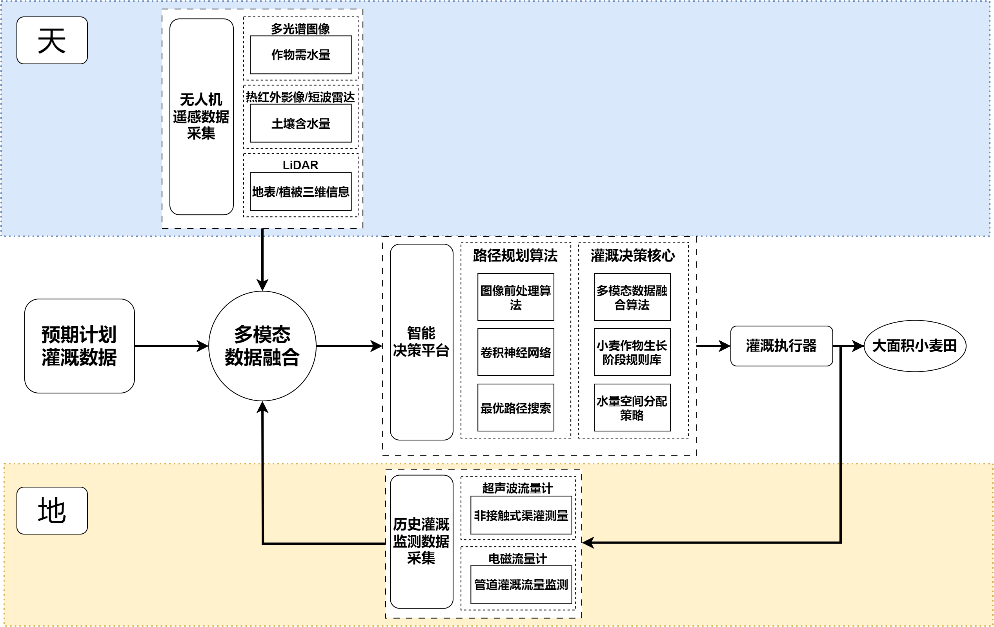 天
无人机
遥感数据
采集
多光谱图像
作物需水量
热红外影像/短波雷达
土壤含水量
LiDAR
地表/植被三维信息
预期计划
灌溉数据
多模态
数据融合
智能
决策平台
路径规划算法
图像前处理算
法
卷积神经网络
最优路径搜索
灌溉决策核心
多模态数据融
合算法
小麦作物生长
阶段规则库
水量空间分配
策略
灌溉执行器
大面积小麦田
地
历史灌溉
监测数据
采集
超声波流量计
非接触式渠灌测量
电磁流量计
管道灌溉流量监测